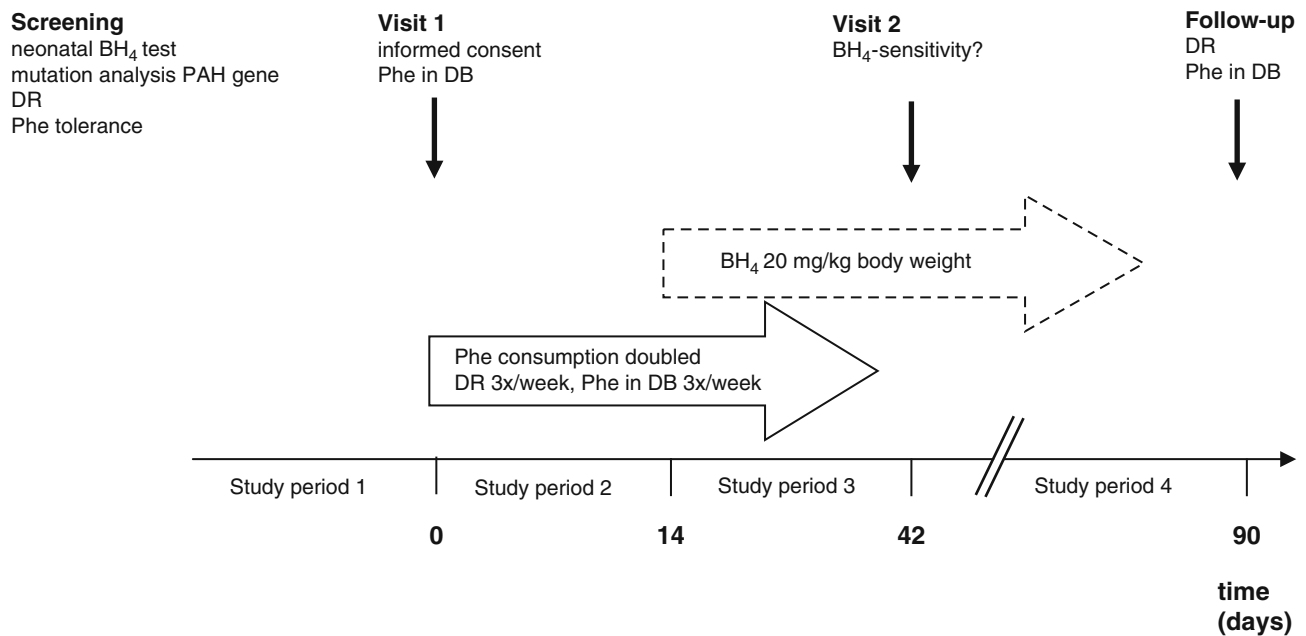 Screening
neonatal BH₄ test
mutation analysis PAH gene
DR
Phe tolerance
Visit 1
informed consent
Phe in DB
Visit 2
BH₄-sensitivity?
Follow-up
DR
Phe in DB
BH₄ 20 mg/kg body weight
Phe consumption doubled
DR 3x/week, Phe in DB 3x/week
Study period 1
Study period 2
Study period 3
Study period 4
0
14
42
90
time
(days)